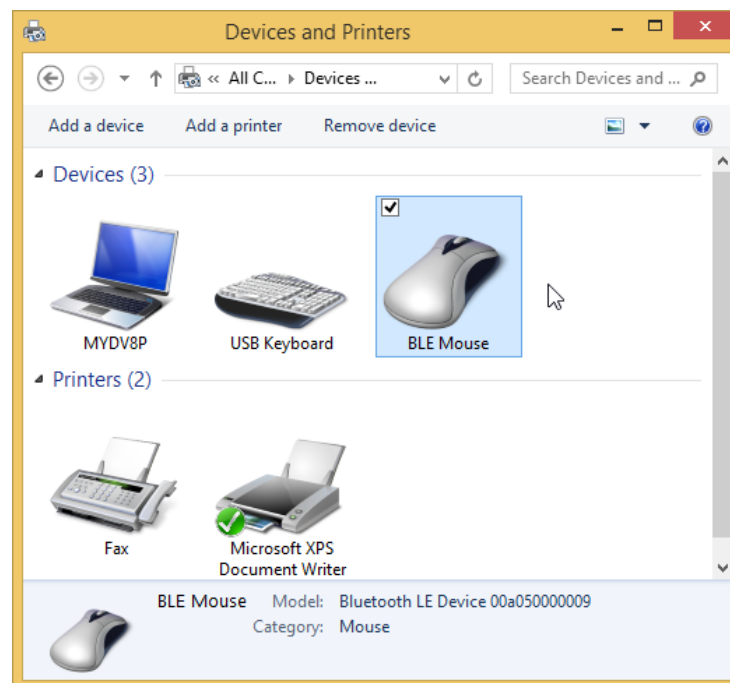 Devices and Printers
« All C... Devices ... Search Devices and ...
Add a device Add a printer Remove device
Devices (3)
MYDV8P USB Keyboard BLE Mouse
Printers (2)
Fax Microsoft XPS
Document Writer
BLE Mouse Model: Bluetooth LE Device 00a050000009
Category: Mouse